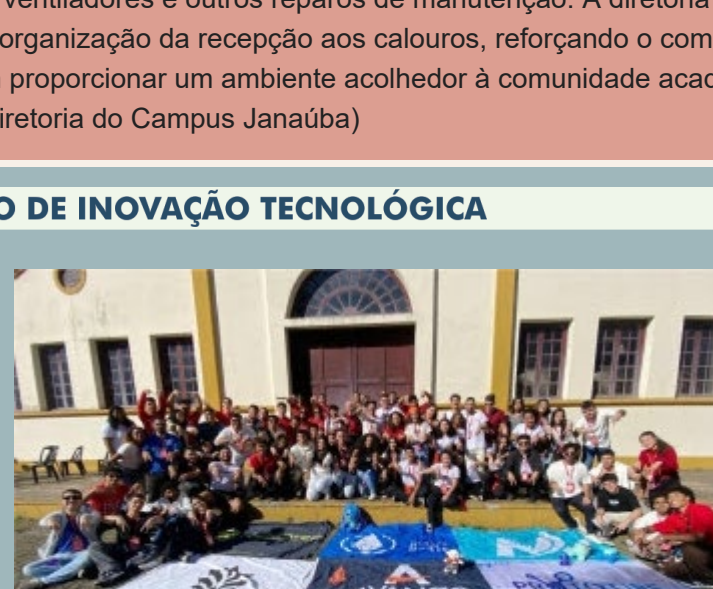 ventiladores e outros reparos de manutenção. A diretoria
organização da recepção aos calouros, reforçando o com
proporcionar um ambiente acolhedor à comunidade acad
iretoria do Campus Janaúba)
O DE INOVAÇÃO TECNOLÓGICA